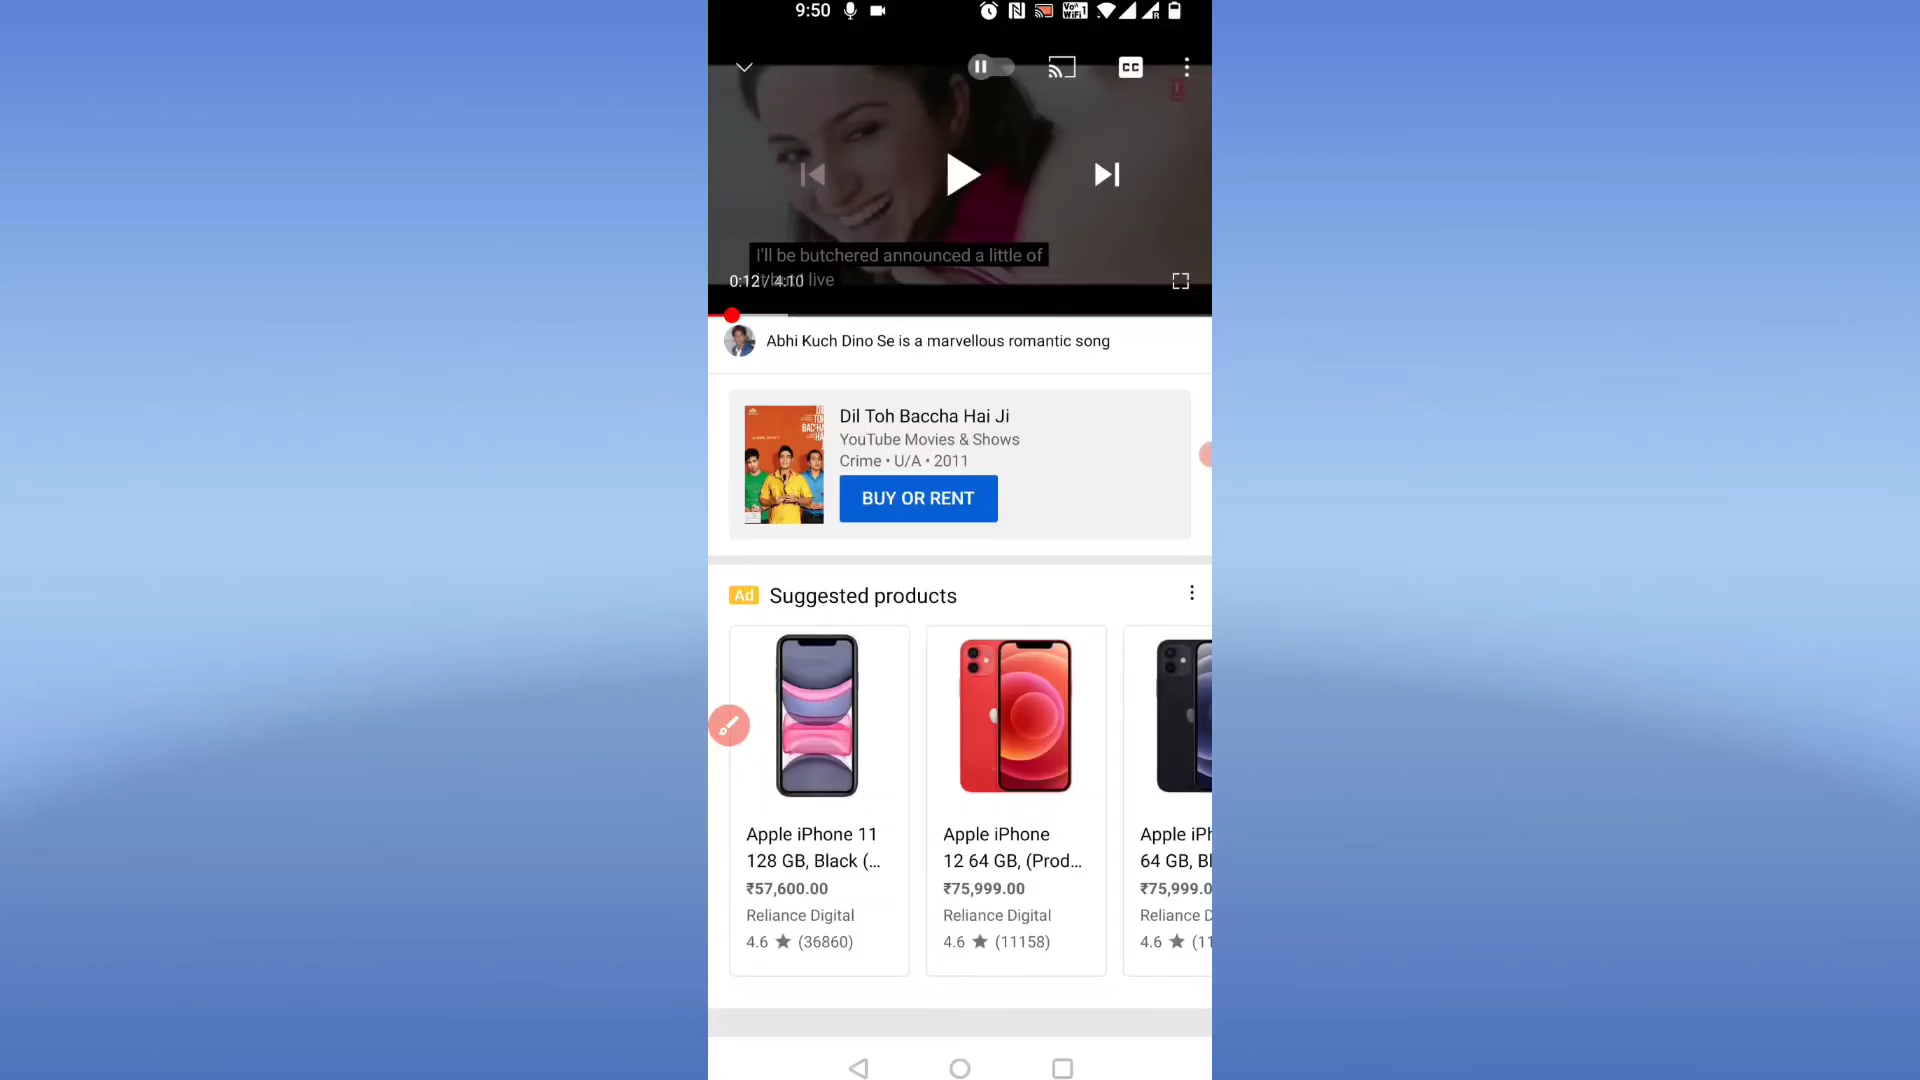 9:50
VoW
WiFi1
CC
I'll be butchered announced a little of
live
0:12 / 4:10
Abhi Kuch Dino Se is a marvellous romantic song
Dil Toh Baccha Hai Ji
YouTube Movies & Shows
Crime • U/A • 2011
BUY OR RENT
Ad Suggested products
Apple iPhone 11
128 GB, Black (...
₹57,600.00
Reliance Digital
4.6 ★ (36860)
Apple iPhone
12 64 GB, (Prod...
₹75,999.00
Reliance Digital
4.6 ★ (11158)
Apple iPh
64 GB, Bl
₹75,999.0
Reliance D
4.6 ★ (11